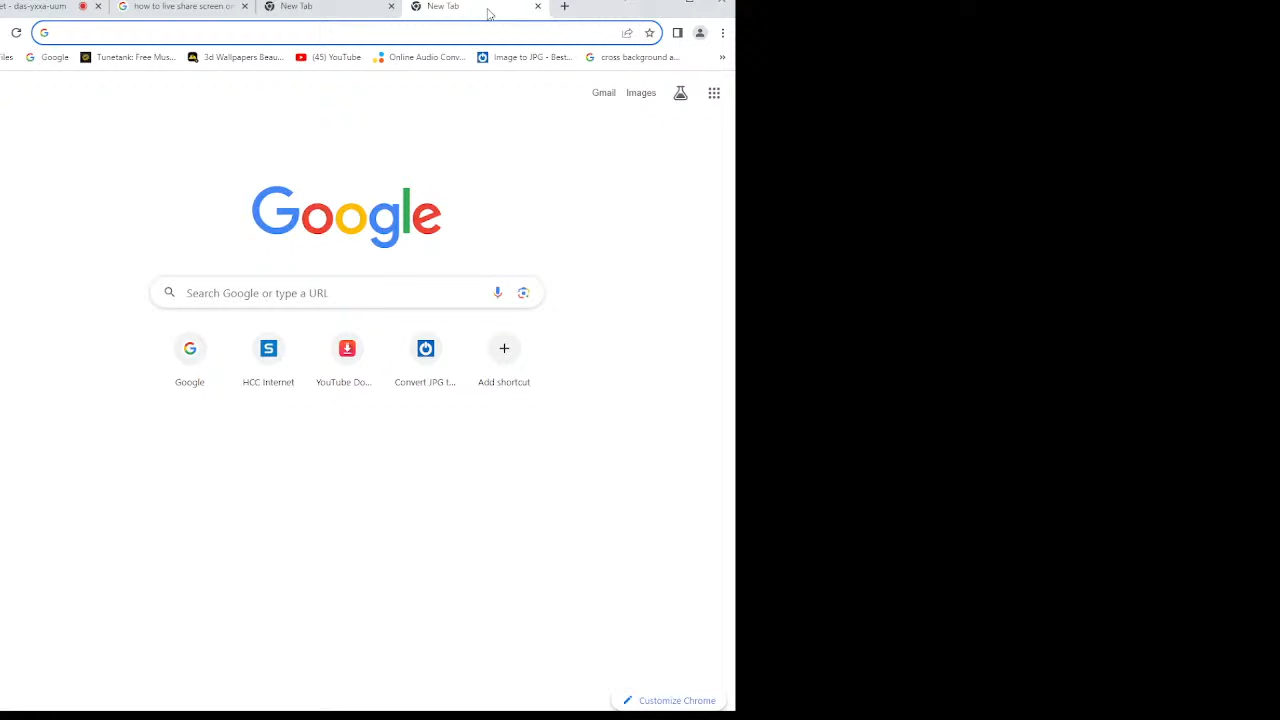 et - das-yxxa-uum
how to live share screen on
New Tab
New Tab
iles
Google
Tunetank: Free Mus...
3d Wallpapers Beau...
(45) YouTube
Online Audio Conv...
Image to JPG - Best...
cross background a...
»
Gmail
Images
Google
Search Google or type a URL
Google
HCC Internet
YouTube Do...
Convert JPG t...
Add shortcut
Customize Chrome